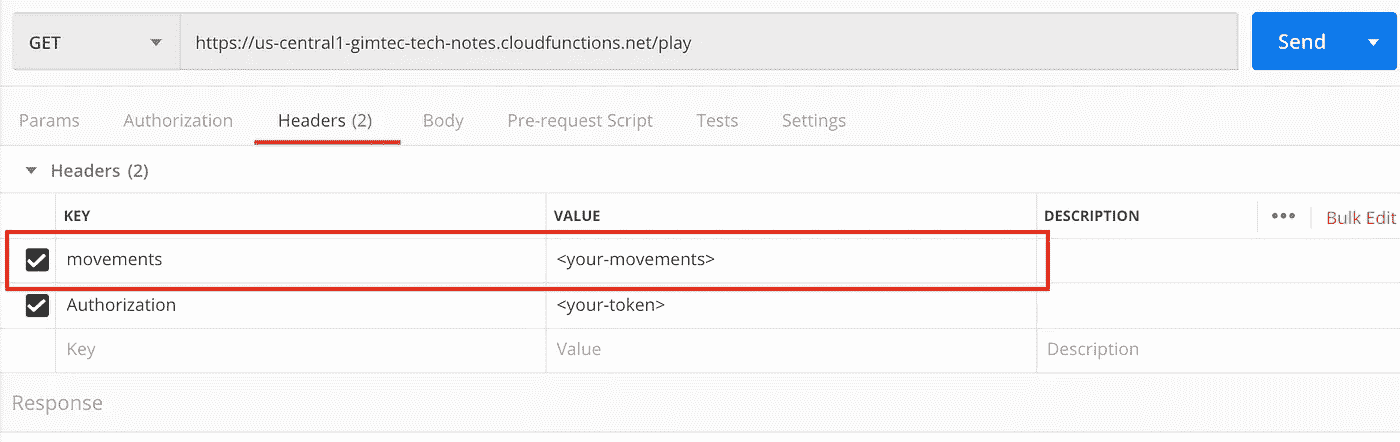 GET https://us-central1-gimtec-tech-notes.cloudfunctions.net/play Send
Params Authorization Headers (2) Body Pre-request Script Tests Settings
Headers (2)
KEY VALUE DESCRIPTION ••• Bulk Edit
movements <your-movements>
Authorization <your-token>
Key Value Description
Response